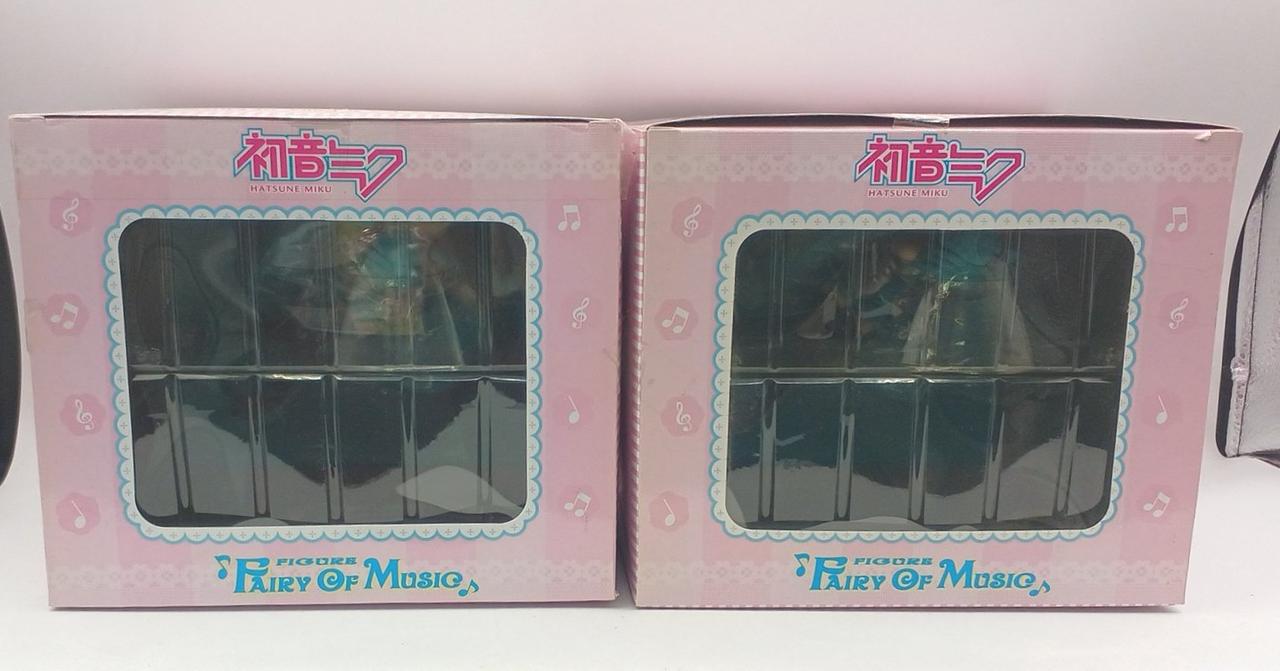 初音ミク
HATSUNE MIKU
FIGURE
FAIRY OF MUSIC
初音ミク
HATSUNE MIKU
FIGURE
FAIRY OF MUSIC